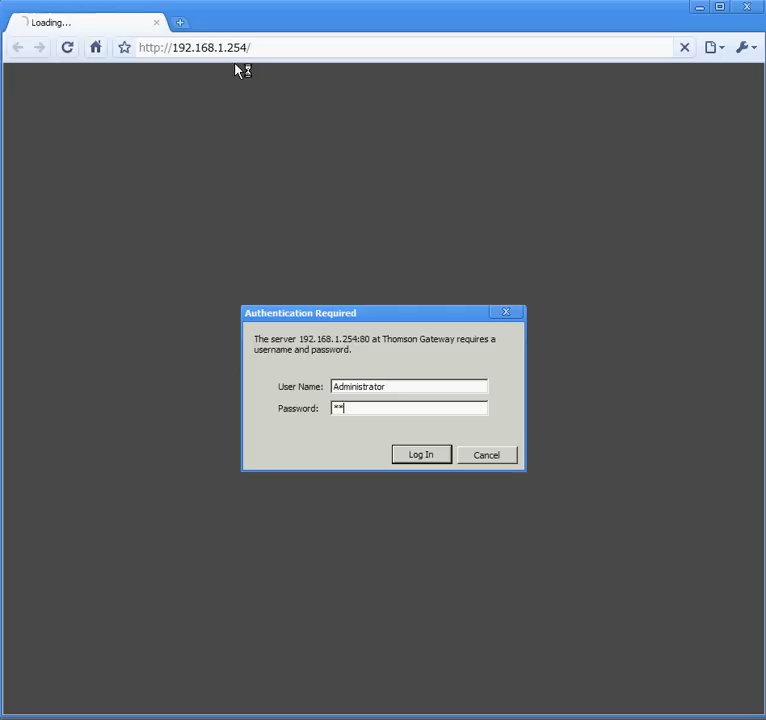 Loading...
http://192.168.1.254/
Authentication Required
The server 192.168.1.254:80 at Thomson Gateway requires a
username and password.
User Name: Administrator
Password: **
Log In Cancel